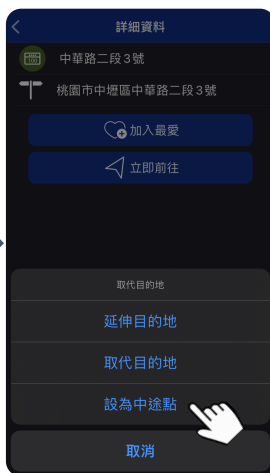 詳細資料
中華路二段3號
桃園市中壢區中華路二段3號
加入最愛
立即前往
取代目的地
延伸目的地
取代目的地
設為中途點
取消